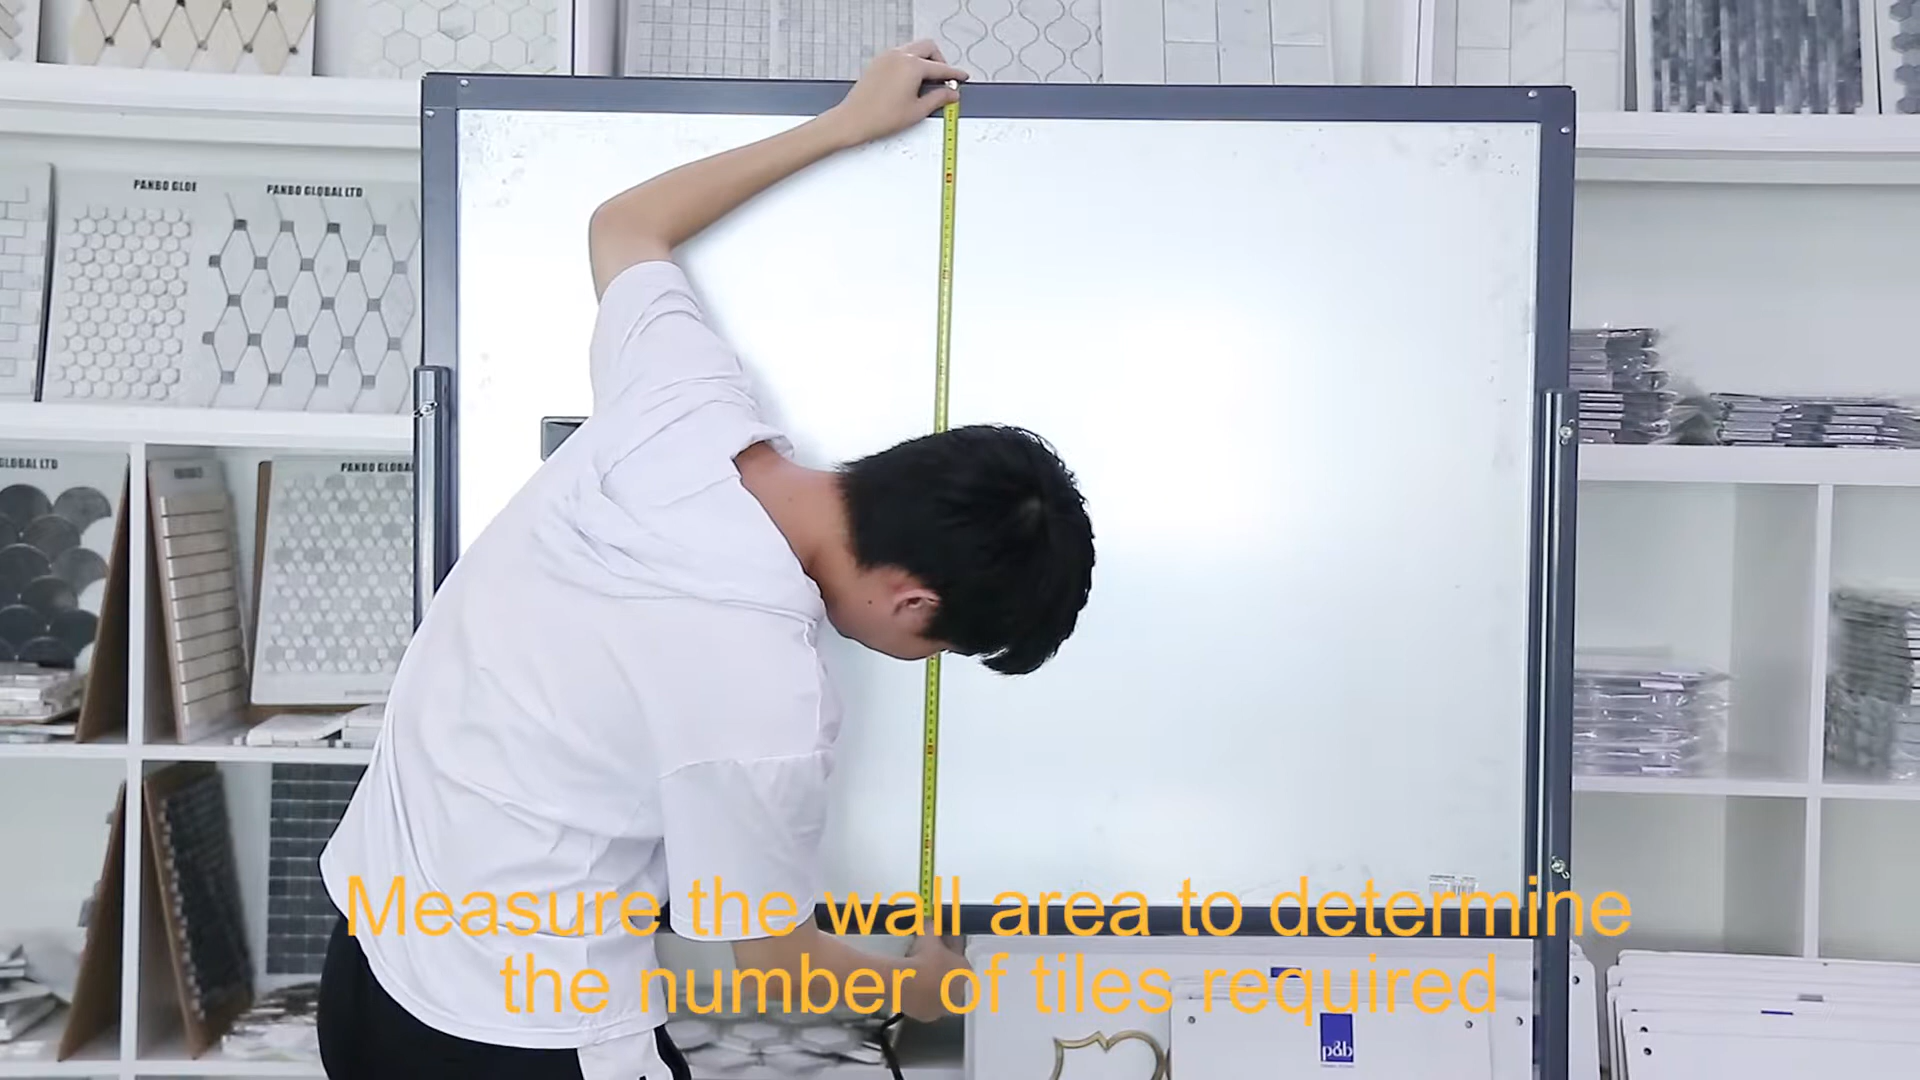 PANBO GLOB
PANBO GLOBAL LTD
GLOBAL LTD
PANBO GLOBAL
Measure the wall area to determine
the number of tiles required
p&b